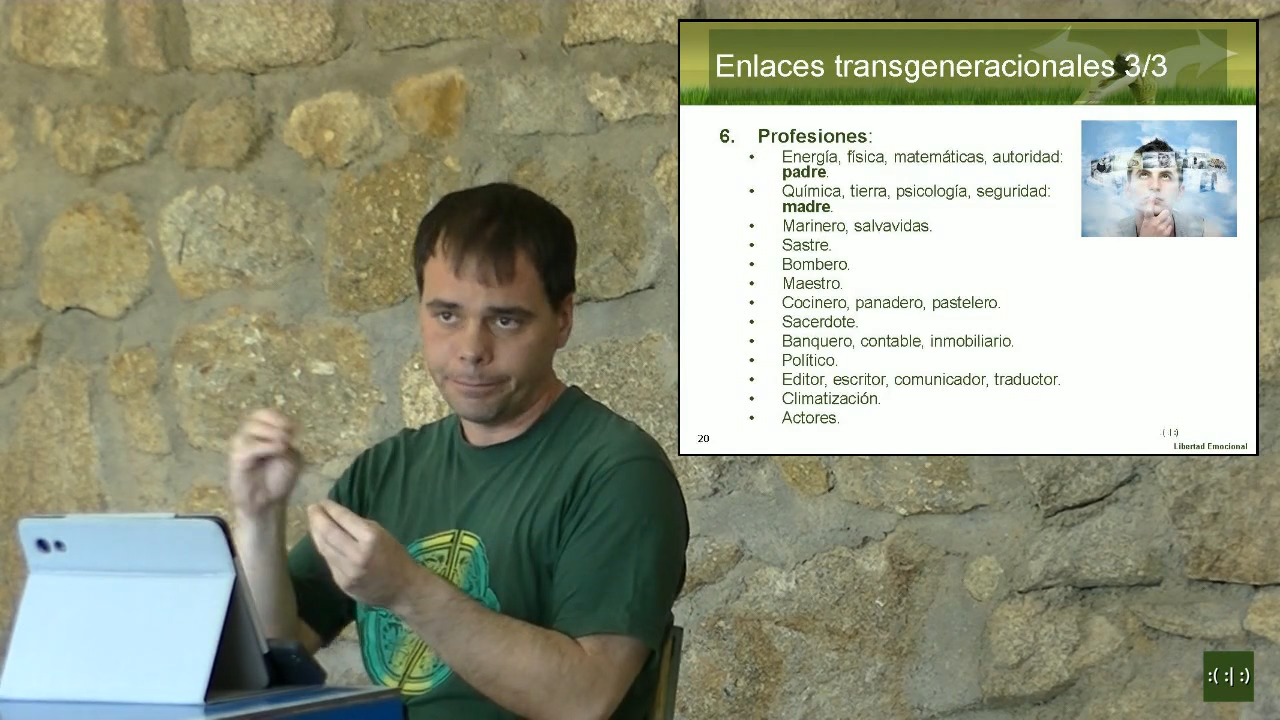 Enlaces transgeneracionales 3/3
6. Profesiones:
• Energía, física, matemáticas, autoridad:
padre.
• Química, tierra, psicología, seguridad:
madre.
• Marinero, salvavidas.
• Sastre.
• Bombero.
• Maestro.
• Cocinero, panadero, pastelero.
• Sacerdote.
• Banquero, contable, inmobiliario.
• Político.
• Editor, escritor, comunicador, traductor.
• Climatización.
• Actores.
20
:( :| :)
Libertad Emocional
:( :| :)